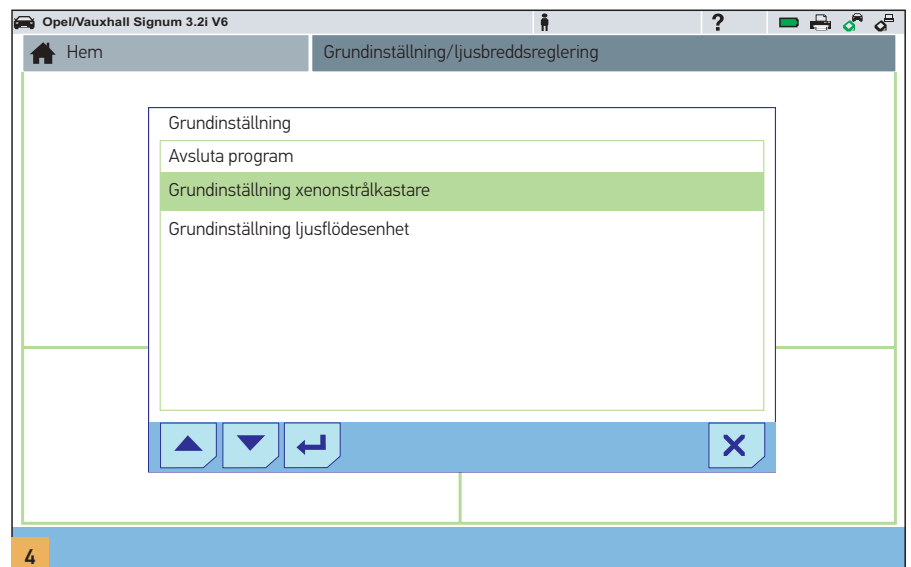 Opel/Vauxhall Signum 3.2i V6 ?
Hem Grundinställning/ljusbreddsreglering
Grundinställning
Avsluta program
Grundinställning xenonstrålkastare
Grundinställning ljusflödesenhet
4